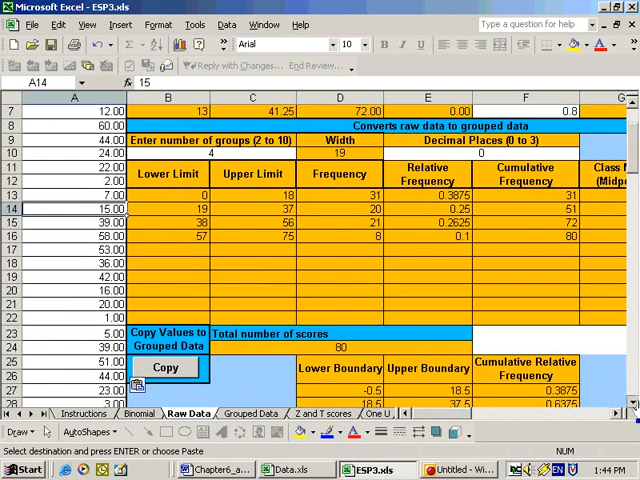 Microsoft Excel - ESP3.xls
File Edit View Insert Format Tools Data Window Help Type a question for help
Arial 10 B I U
Reply with Changes... End Review...
A14 fx 15
A B C D E F G
7 12.00 13 41.25 72.00 0.00 0.8
8 60.00 Converts raw data to grouped data
9 44.00 Enter number of groups (2 to 10) Width Decimal Places (0 to 3)
10 24.00 4 19 0
11 22.00 Lower Limit Upper Limit Frequency Relative Frequency Cumulative Frequency Class M
12 2.00 (Midp
13 7.00 0 18 31 0.3875 31
14 15.00 19 37 20 0.25 51
15 39.00 38 56 21 0.2625 72
16 58.00 57 75 8 0.1 80
17 53.00
18 36.00
19 42.00
20 16.00
21 20.00
22 1.00
23 5.00 Copy Values to Grouped Data Total number of scores
24 39.00 80
25 51.00 Copy Lower Boundary Upper Boundary Cumulative Relative Frequency
26 44.00
27 23.00 -0.5 18.5 0.3875
28 3.00 18.5 37.5 0.6375
Instructions Binomial Raw Data Grouped Data Z and T scores One U
Draw AutoShapes
Select destination and press ENTER or choose Paste NUM
Start Chapter6_a... Data.xls ESP3.xls Untitled - Wi... EN 1:44 PM